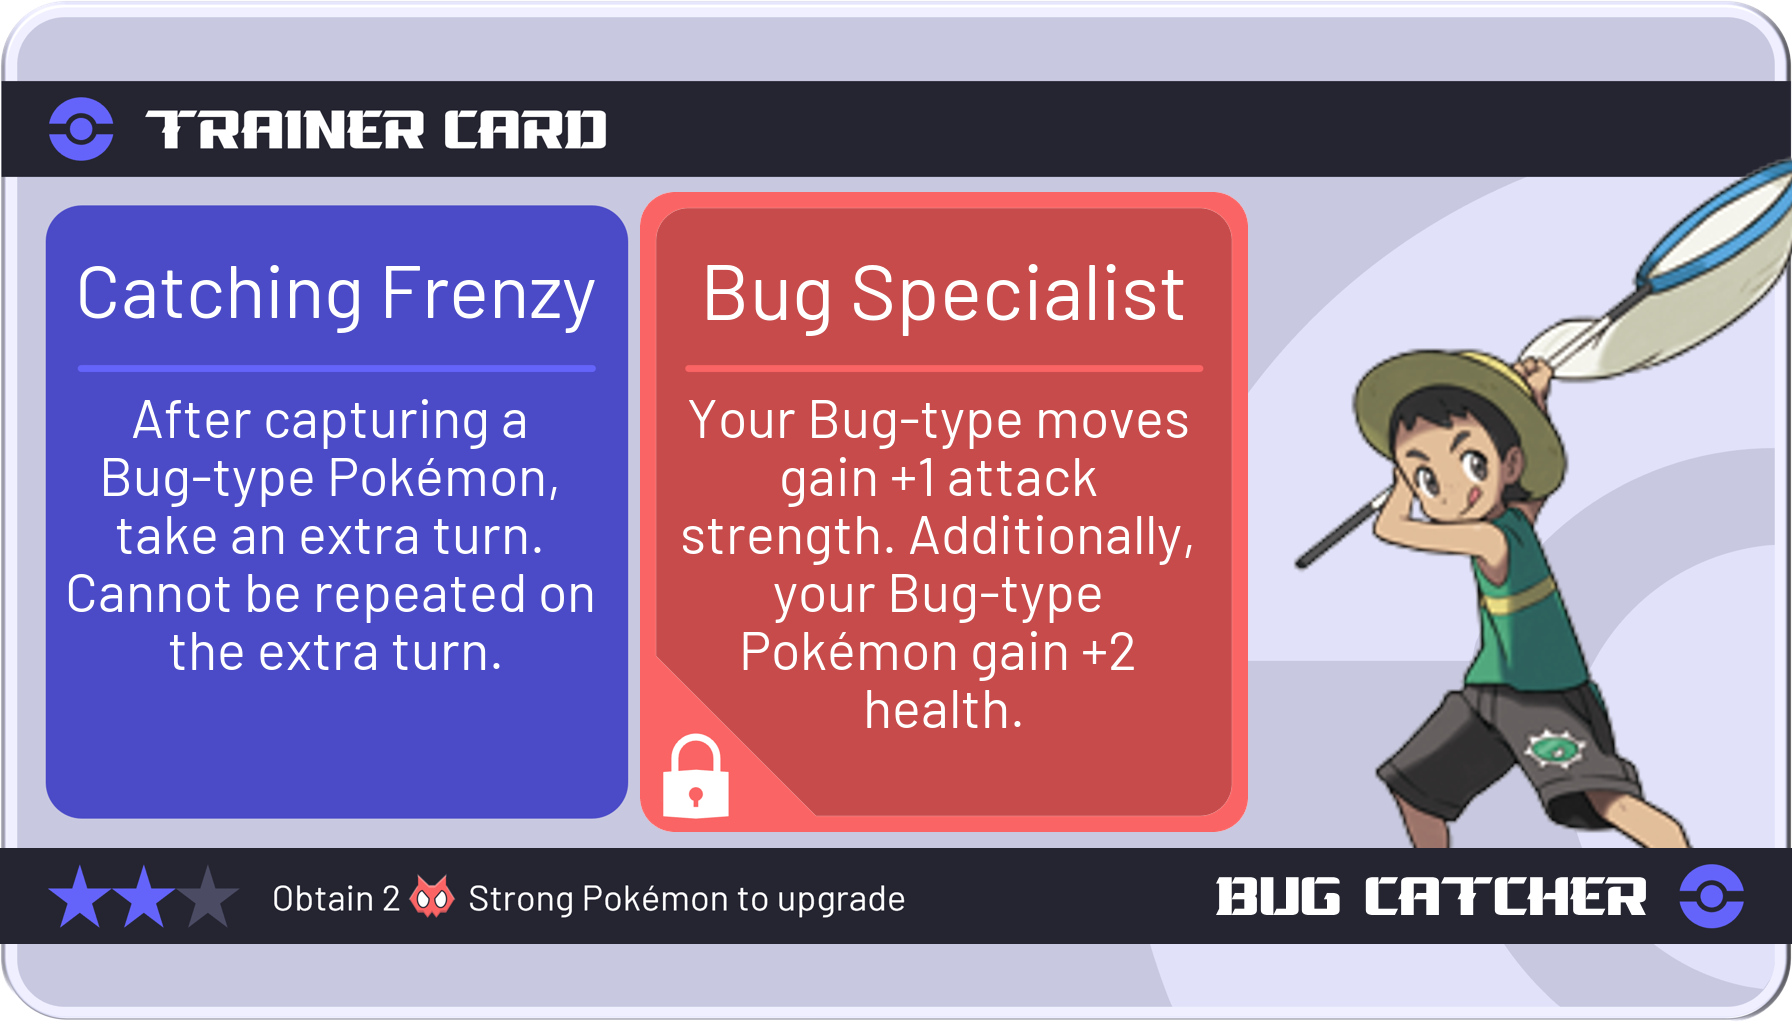 TRAINER CARD
Catching Frenzy
After capturing a
Bug-type Pokémon,
take an extra turn.
Cannot be repeated on
the extra turn.
Bug Specialist
Your Bug-type moves
gain +1 attack
strength. Additionally,
your Bug-type
Pokémon gain +2
health.
Obtain 2 Strong Pokémon to upgrade
BUG CATCHER